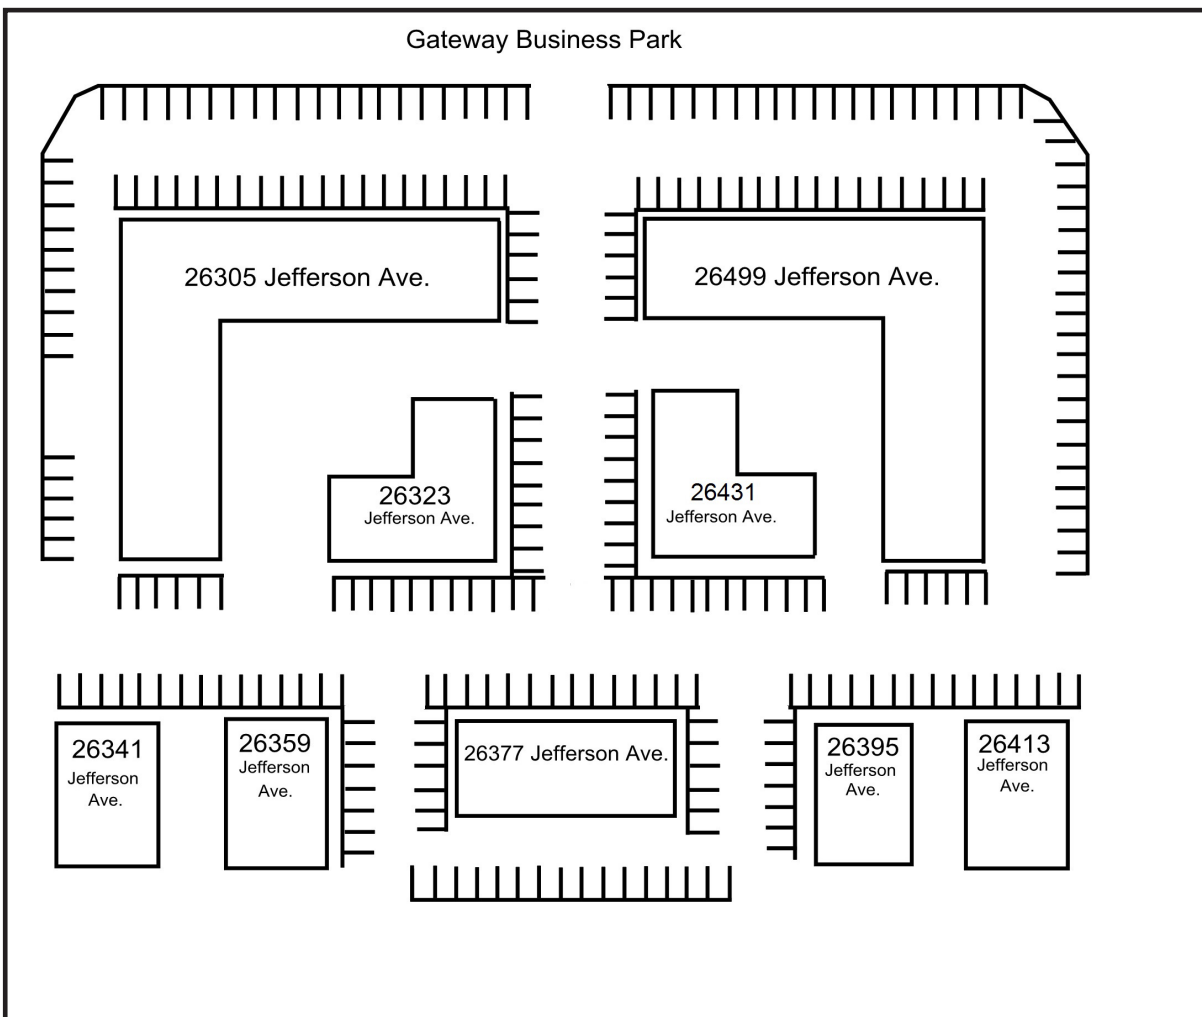 Gateway Business Park
26305 Jefferson Ave.
26499 Jefferson Ave.
26323
Jefferson Ave.
26431
Jefferson Ave.
26341
Jefferson
Ave.
26359
Jefferson
Ave.
26377 Jefferson Ave.
26395
Jefferson
Ave.
26413
Jefferson
Ave.